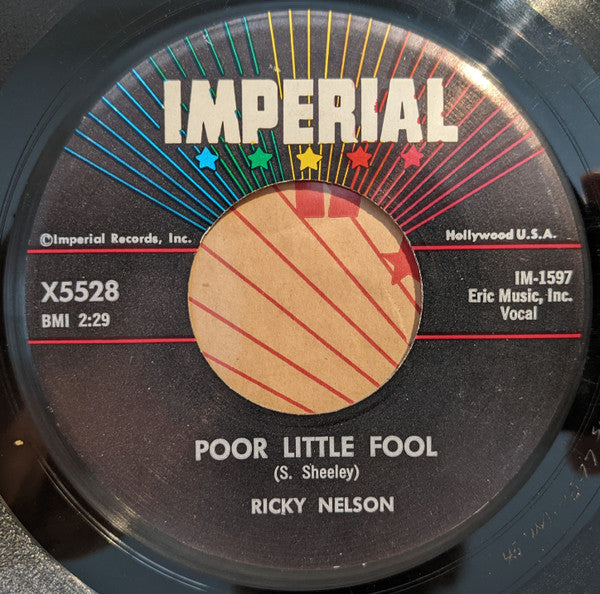 IMPERIAL
©Imperial Records, Inc.
Hollywood U.S.A.
X5528
BMI 2:29
IM-1597
Eric Music, Inc.
Vocal
POOR LITTLE FOOL
(S. Sheeley)
RICKY NELSON